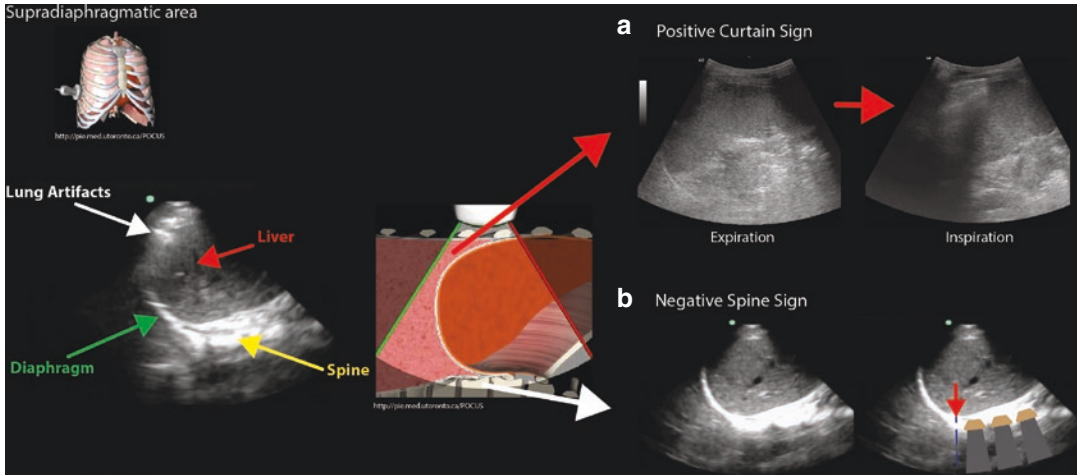 Supradiaphragmatic area
http://pie.med.utoronto.ca/POCUS
Lung Artifacts
Liver
Diaphragm
Spine
http://pie.med.utoronto.ca/POCUS
a
Positive Curtain Sign
Expiration
Inspiration
b
Negative Spine Sign